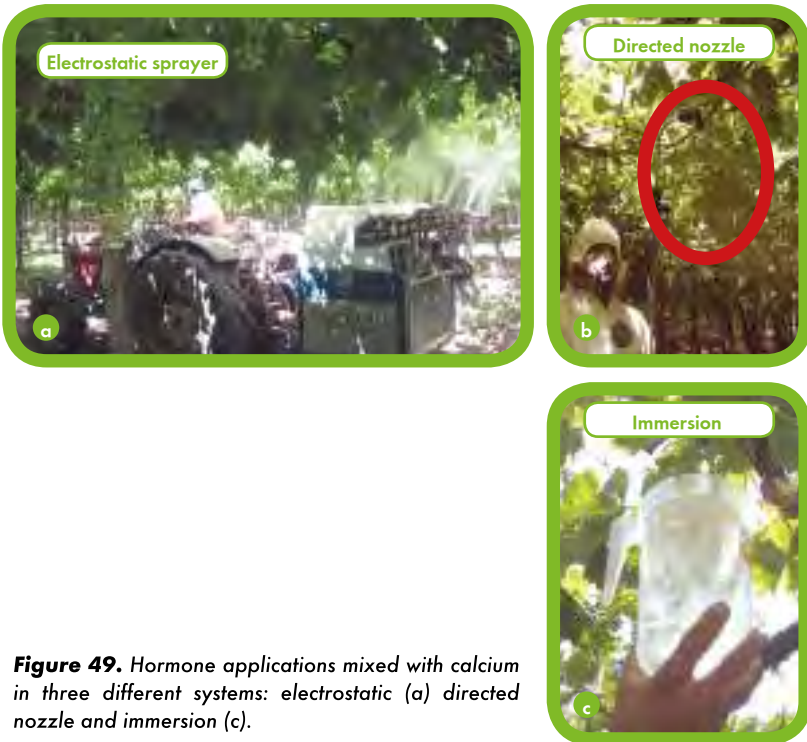 Electrostatic sprayer
Directed nozzle
a
b
Immersion
c
Figure 49. Hormone applications mixed with calcium
in three different systems: electrostatic (a) directed
nozzle and immersion (c).